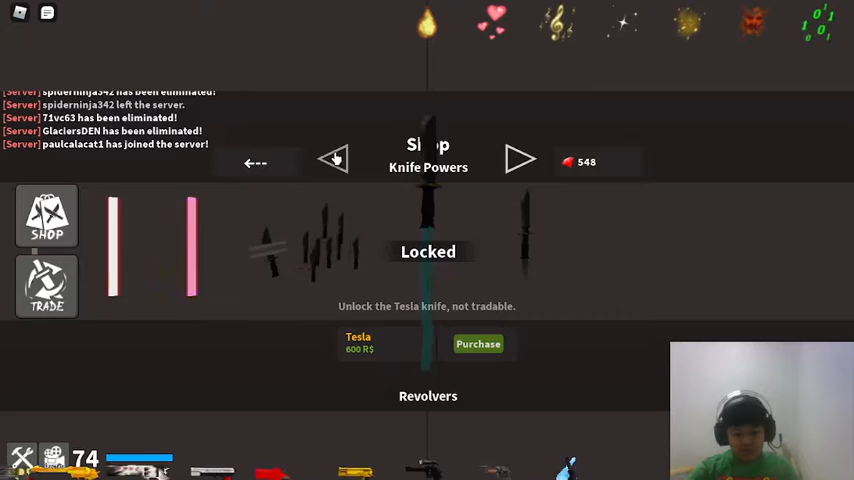 [Server] spiderninja342 has been eliminated!
[Server] spiderninja342 left the server.
[Server] 71vc63 has been eliminated!
[Server] GlaciersDEN has been eliminated!
[Server] paulcalacat1 has joined the server!
Shop
Knife Powers
<---
548
SHOP
TRADE
Locked
Unlock the Tesla knife, not tradable.
Tesla
600 R$
Purchase
Revolvers
74